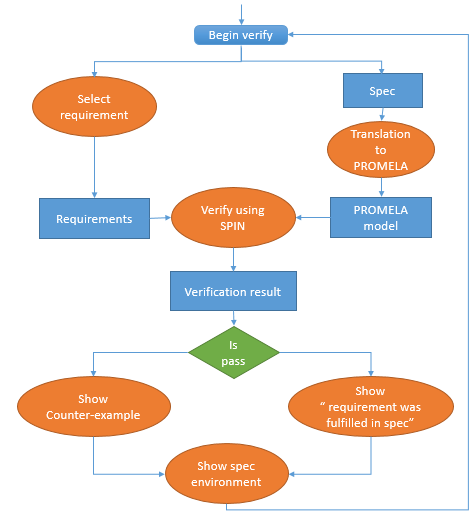 Begin verify
Select
requirement
Spec
Translation
to
PROMELA
Requirements
Verify using
SPIN
PROMELA
model
Verification result
Is
pass
Show
Counter-example
Show
“ requirement was
fulfilled in spec”
Show spec
environment